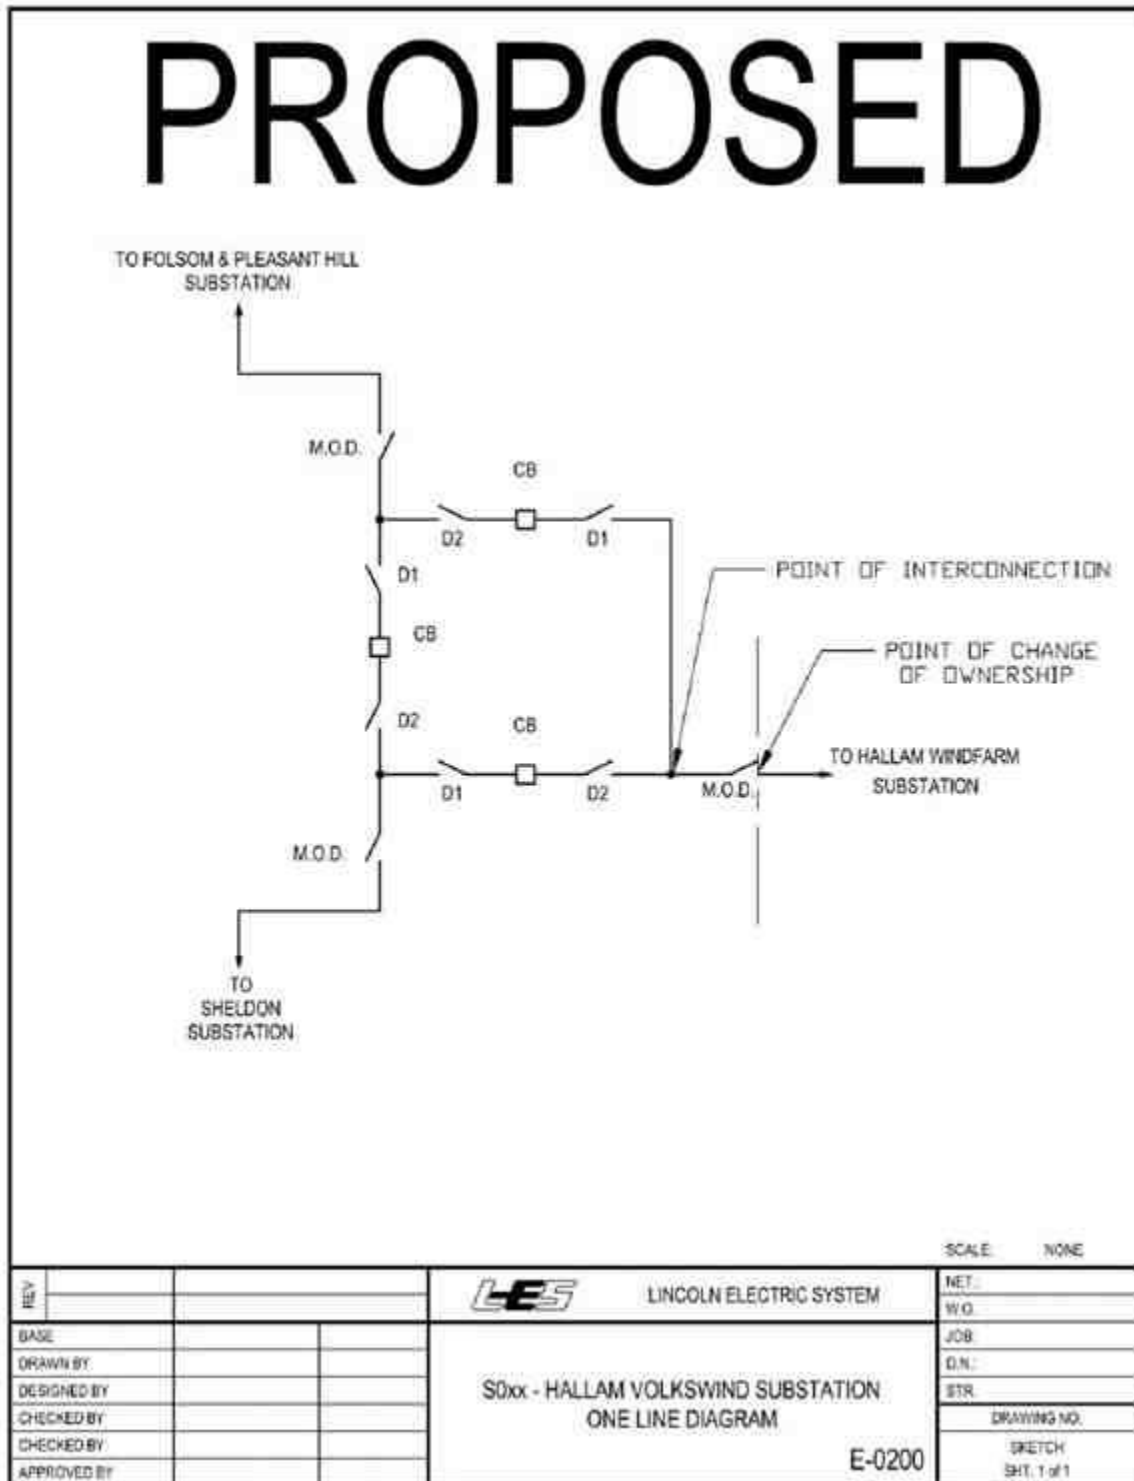 PROPOSED
TO FOLSOM & PLEASANT HILL
SUBSTATION
M.O.D.
CB
D2
D1
D1
CB
D2
POINT OF INTERCONNECTION
POINT OF CHANGE
OF OWNERSHIP
CB
D1
D2
M.O.D.
TO HALLAM WINDFARM
SUBSTATION
M.O.D.
TO
SHELDON
SUBSTATION
SCALE: NONE
REV
LES
LINCOLN ELECTRIC SYSTEM
NET.:
W.O.
JOB:
D.N.:
STR.
BASE
DRAWN BY
DESIGNED BY
CHECKED BY
CHECKED BY
APPROVED BY
S0xx - HALLAM VOLKSWIND SUBSTATION
ONE LINE DIAGRAM
E-0200
DRAWING NO.
SKETCH
SHT. 1 of 1